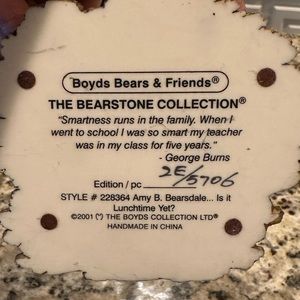 Boyds Bears & Friends®
THE BEARSTONE COLLECTION®
"Smartness runs in the family. When I
went to school I was so smart my teacher
was in my class for five years."
- George Burns
Edition / pc 2E/5706
STYLE # 228364 Amy B. Bearsdale... Is it
Lunchtime Yet?
©2001 (*) THE BOYDS COLLECTION LTD®
HANDMADE IN CHINA